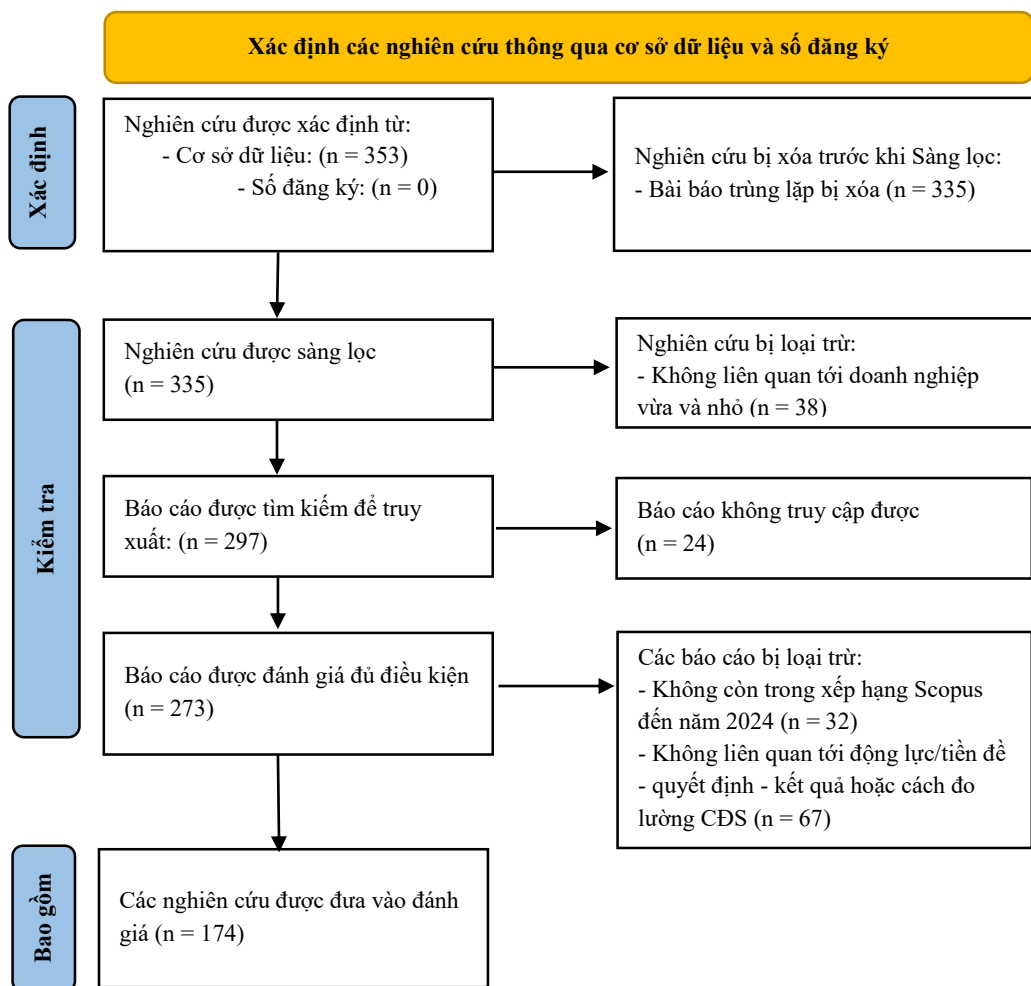 Xác định các nghiên cứu thông qua cơ sở dữ liệu và số đăng ký
Xác định
Nghiên cứu được xác định từ:
- Cơ sở dữ liệu: (n = 353)
- Số đăng ký: (n = 0)
Nghiên cứu bị xóa trước khi Sàng lọc:
- Bài báo trùng lặp bị xóa (n = 335)
Kiểm tra
Nghiên cứu được sàng lọc
(n = 335)
Nghiên cứu bị loại trừ:
- Không liên quan tới doanh nghiệp
vừa và nhỏ (n = 38)
Báo cáo được tìm kiếm để truy
xuất: (n = 297)
Báo cáo không truy cập được
(n = 24)
Báo cáo được đánh giá đủ điều kiện
(n = 273)
Các báo cáo bị loại trừ:
- Không còn trong xếp hạng Scopus
đến năm 2024 (n = 32)
- Không liên quan tới động lực/tiền đề
- quyết định - kết quả hoặc cách đo
lường CĐS (n = 67)
Bao gồm
Các nghiên cứu được đưa vào đánh
giá (n = 174)